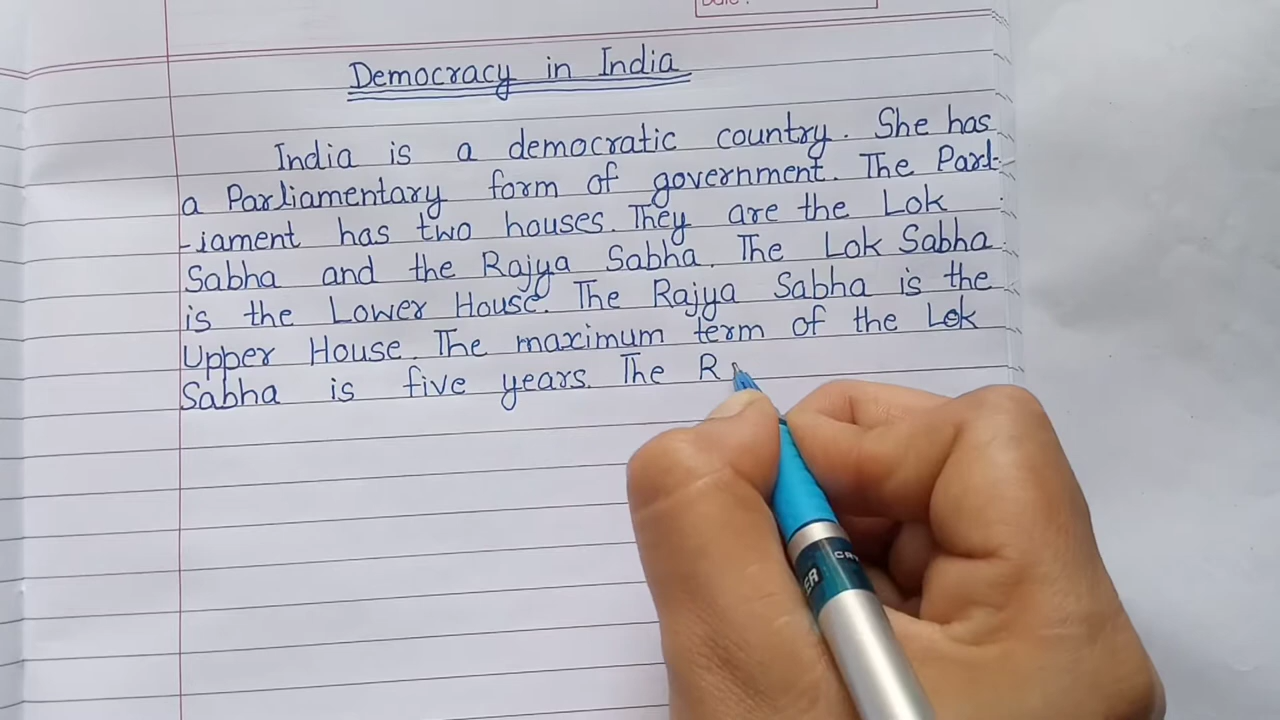 Date :
Democracy in India
India is a democratic country. She has
a Parliamentary form of government. The Parl-
-iament has two houses. They are the Lok
Sabha and the Rajya Sabha. The Lok Sabha
is the Lower House. The Rajya Sabha is the
Upper House. The maximum term of the Lok
Sabha is five years. The R